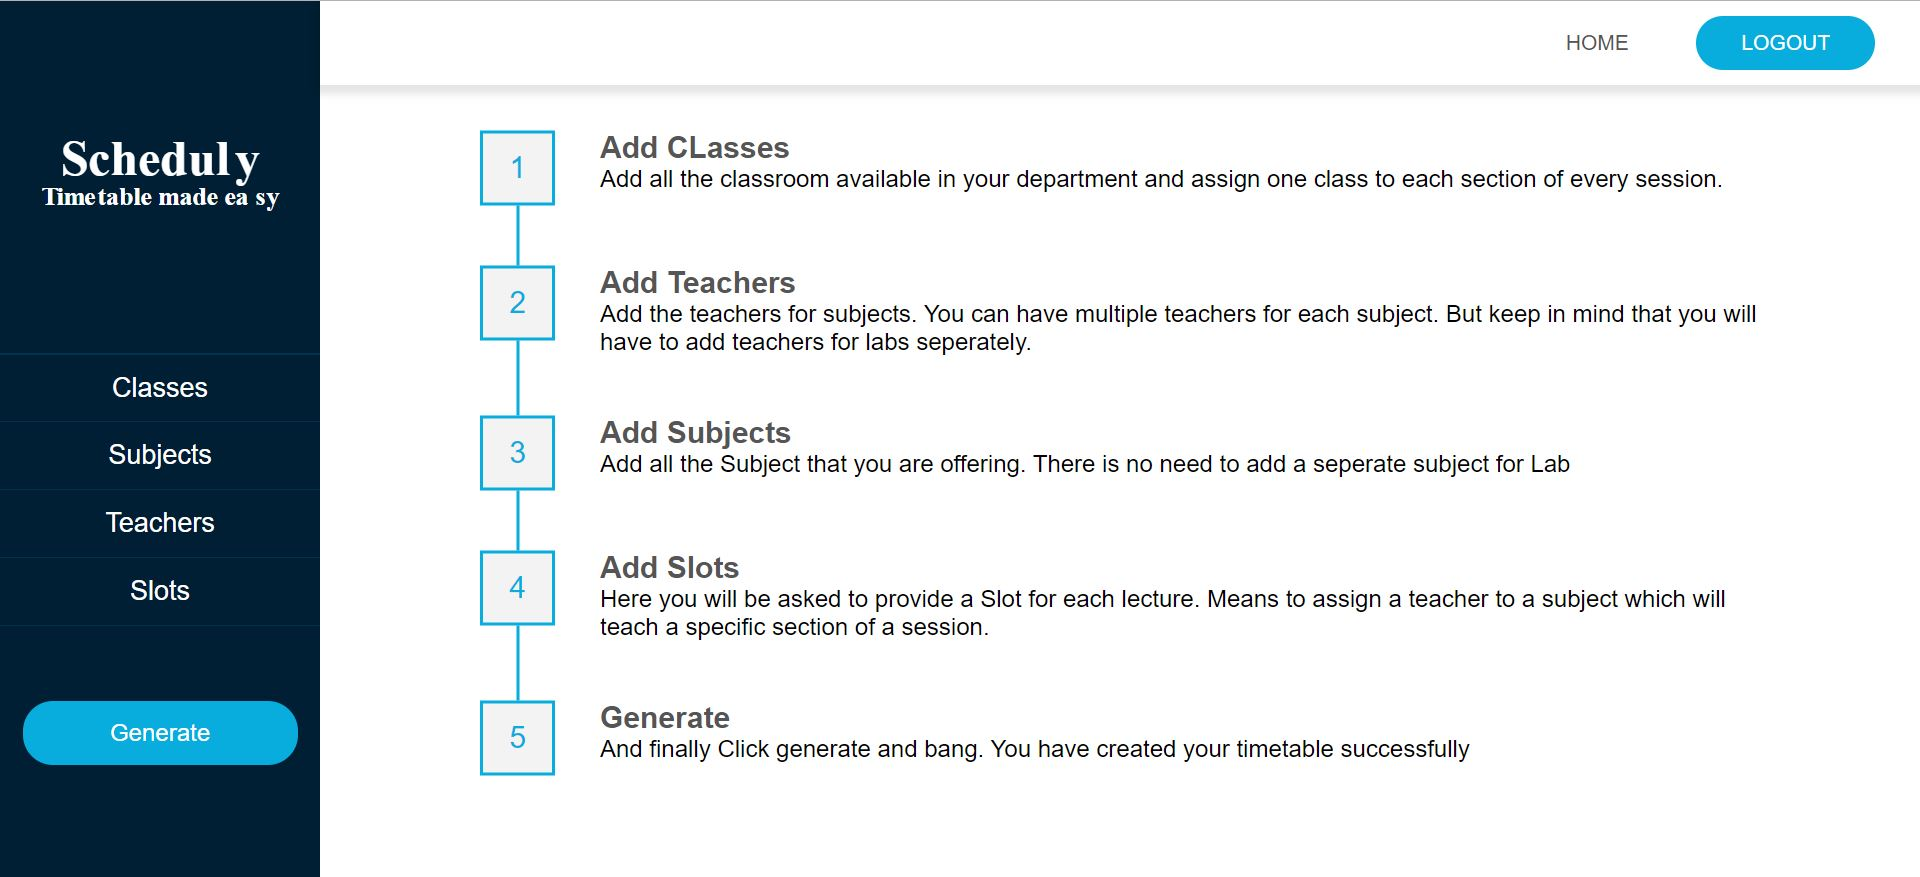 HOME
LOGOUT
Scheduly
Timetable made easy
Classes
Subjects
Teachers
Slots
Generate
1
Add CLasses
Add all the classroom available in your department and assign one class to each section of every session.
2
Add Teachers
Add the teachers for subjects. You can have multiple teachers for each subject. But keep in mind that you will
have to add teachers for labs seperately.
3
Add Subjects
Add all the Subject that you are offering. There is no need to add a seperate subject for Lab
4
Add Slots
Here you will be asked to provide a Slot for each lecture. Means to assign a teacher to a subject which will
teach a specific section of a session.
5
Generate
And finally Click generate and bang. You have created your timetable successfully